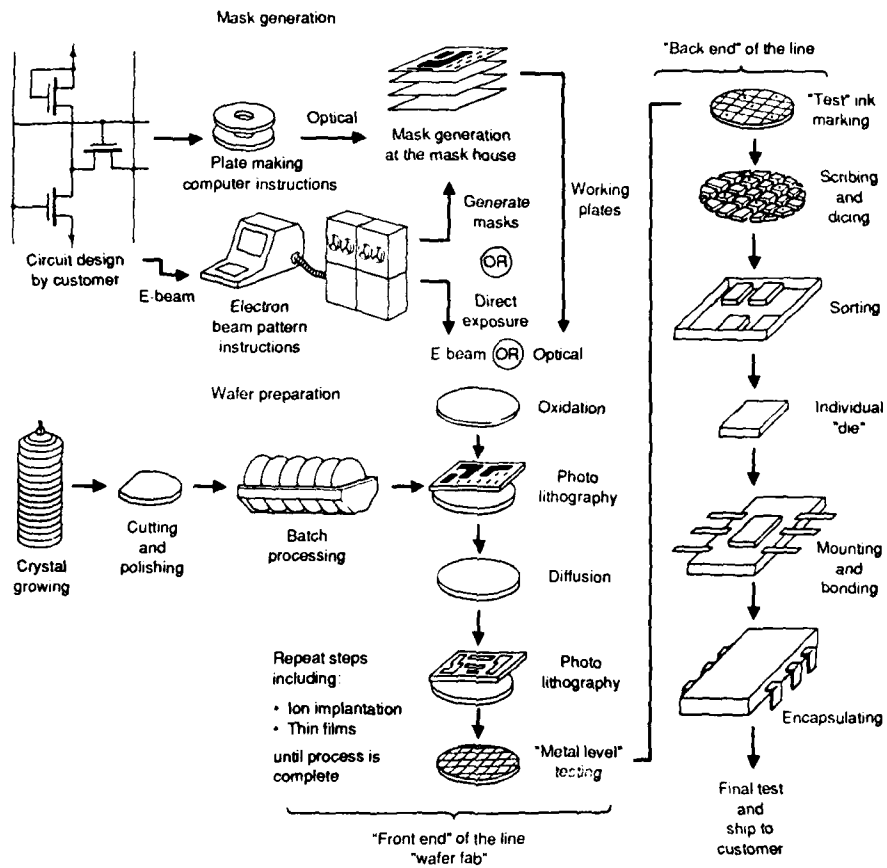 Mask generation
Optical
Plate making
computer instructions
Mask generation
at the mask house
Circuit design
by customer
E-beam
Electron
beam pattern
instructions
Generate
masks
OR
Direct
exposure
Working
plates
E beam OR Optical
Wafer preparation
Crystal
growing
Cutting
and
polishing
Batch
processing
Oxidation
Photo
lithography
Diffusion
Photo
lithography
Repeat steps
including:
• Ion implantation
• Thin films
until process is
complete
"Metal level"
testing
"Front end" of the line
"wafer fab"
"Back end" of the line
"Test" ink
marking
Scribing
and
dicing
Sorting
Individual
"die"
Mounting
and
bonding
Encapsulating
Final test
and
ship to
customer